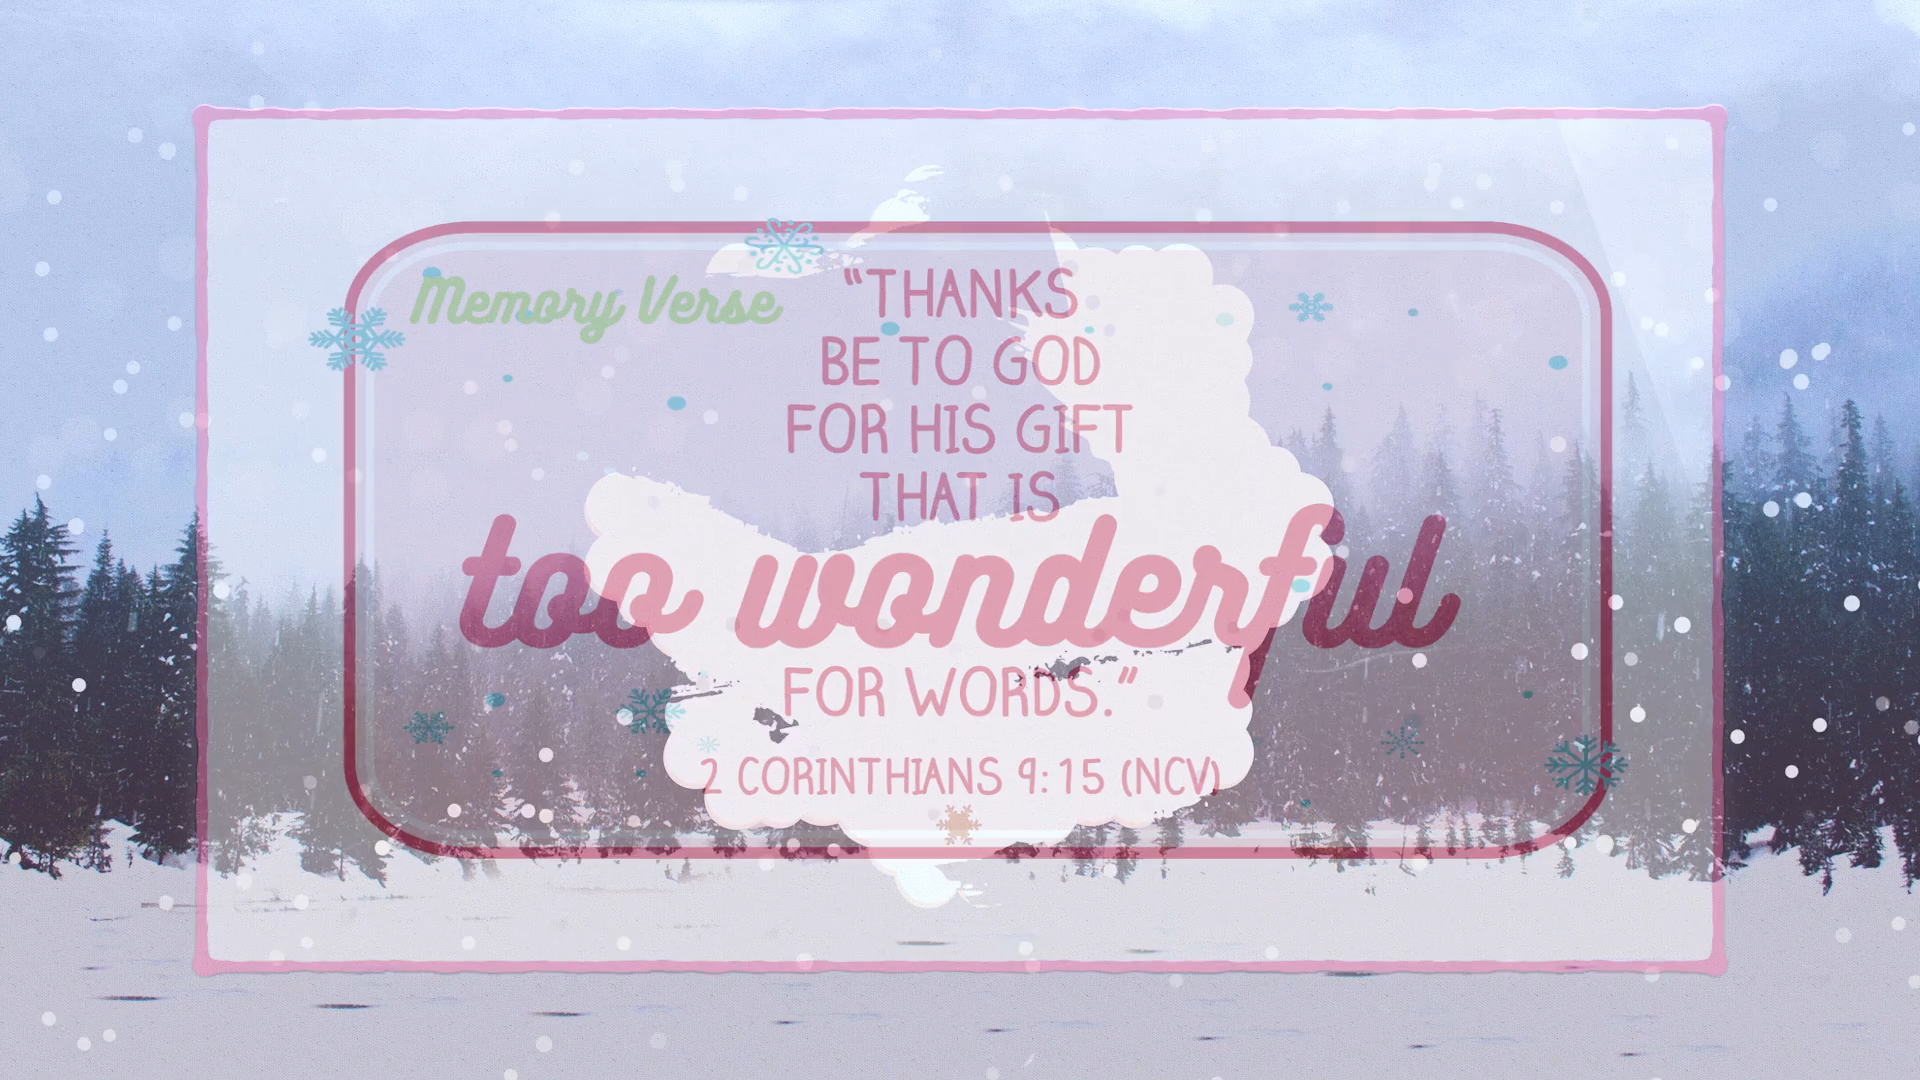 Memory Verse
“THANKS
BE TO GOD
FOR HIS GIFT
THAT IS
too wonderful
FOR WORDS.”
2 CORINTHIANS 9:15 (NCV)